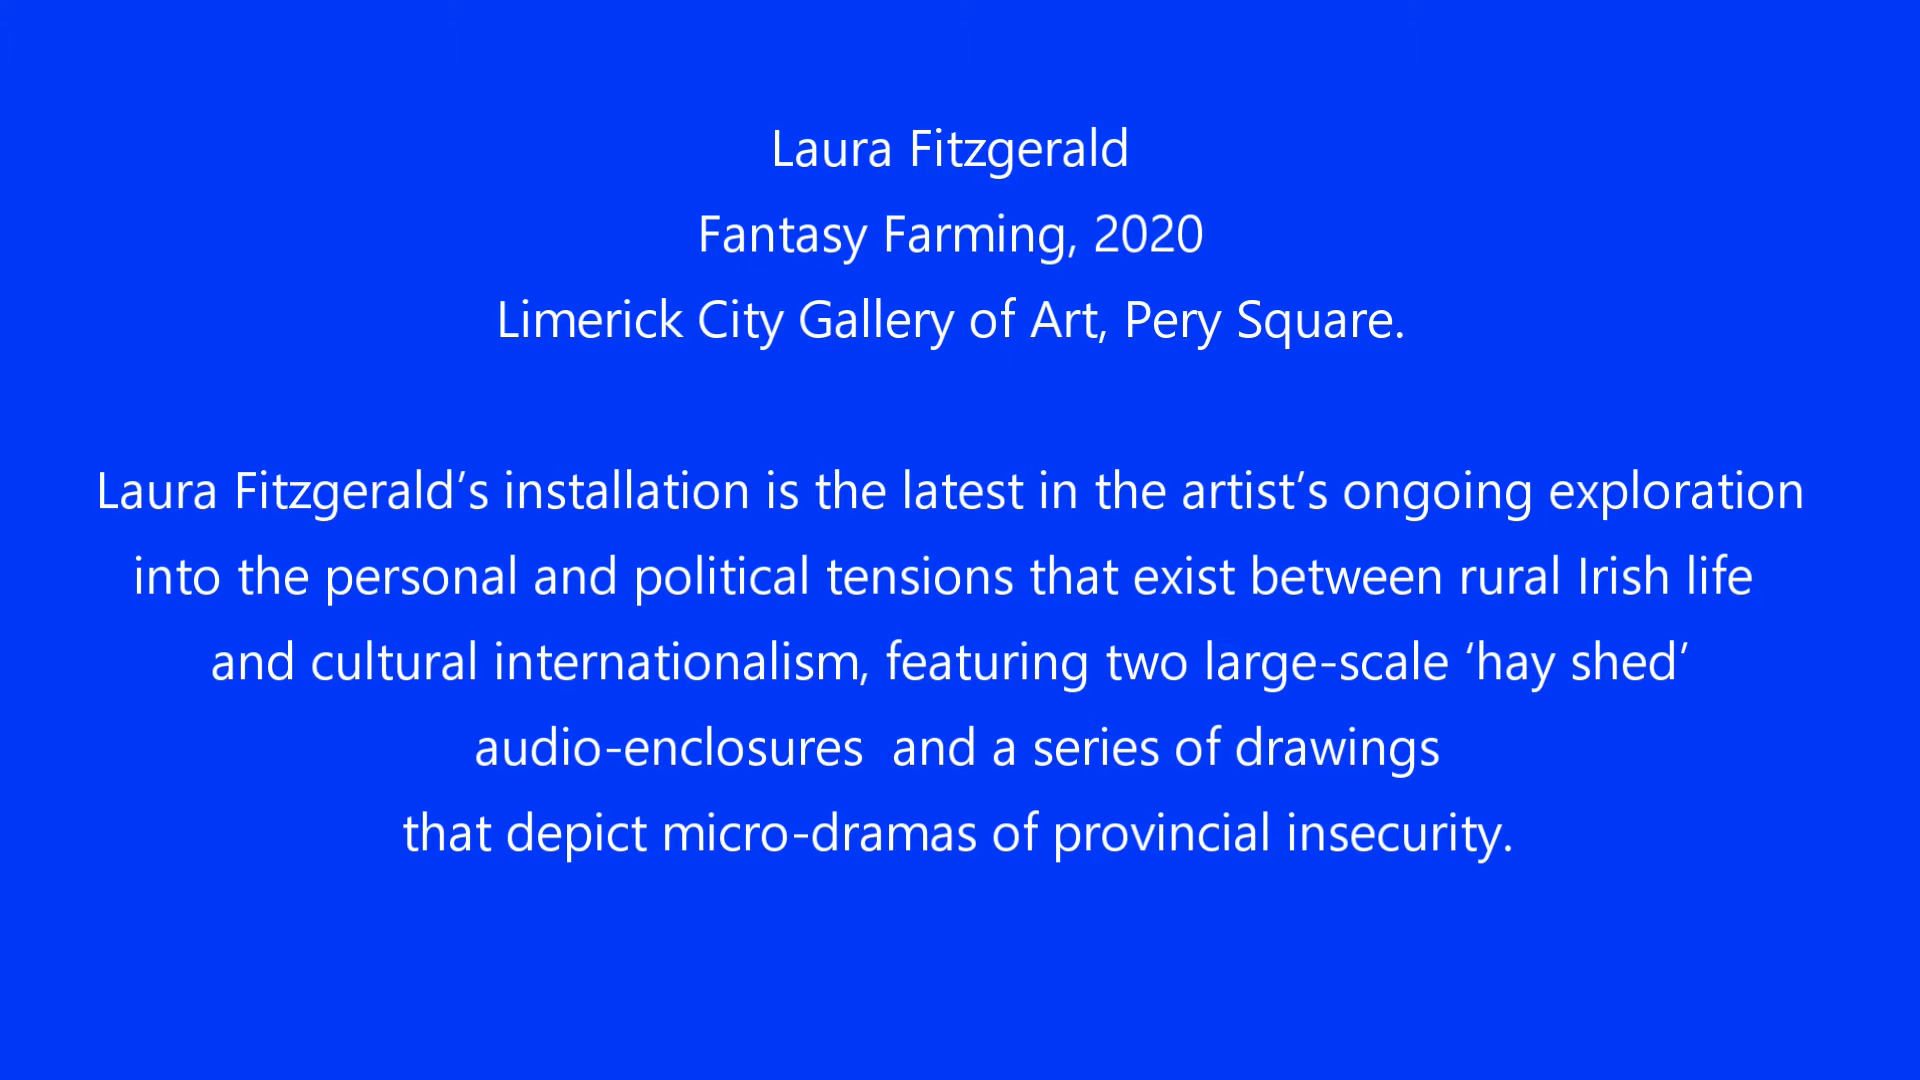 Laura Fitzgerald
Fantasy Farming, 2020
Limerick City Gallery of Art, Pery Square.
Laura Fitzgerald’s installation is the latest in the artist’s ongoing exploration
into the personal and political tensions that exist between rural Irish life
and cultural internationalism, featuring two large-scale ‘hay shed’
audio-enclosures  and a series of drawings
that depict micro-dramas of provincial insecurity.